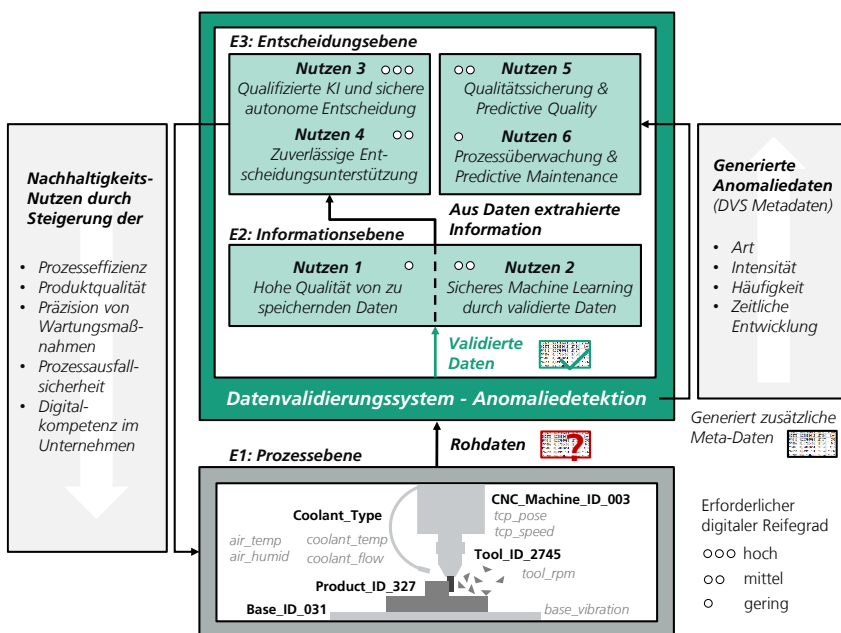 E3: Entscheidungsebene
Nutzen 3
Qualifizierte KI und sichere
autonome Entscheidung
Nutzen 4
Zuverlässige Ent-
scheidungsunterstützung
Nutzen 5
Qualitätssicherung &
Predictive Quality
Nutzen 6
Prozessüberwachung &
Predictive Maintenance
Nachhaltigkeits-
Nutzen durch
Steigerung der
• Prozesseffizienz
• Produktqualität
• Präzision von
Wartungsmaß-
nahmen
• Prozessausfall-
sicherheit
• Digital-
kompetenz im
Unternehmen
Generierte
Anomaliedaten
(DVS Metadaten)
• Art
• Intensität
• Häufigkeit
• Zeitliche
Entwicklung
Aus Daten extrahierte
Information
E2: Informationsebene
Nutzen 1
Hohe Qualität von zu
speichernden Daten
Nutzen 2
Sicheres Machine Learning
durch validierte Daten
Validierte
Daten
Datenvalidierungssystem - Anomaliedetektion
Generiert zusätzliche
Meta-Daten
Rohdaten
?
E1: Prozessebene
CNC_Machine_ID_003
tcp_pose
tcp_speed
Coolant_Type
air_temp
air_humid
coolant_temp
coolant_flow
Tool_ID_2745
tool_rpm
Product_ID_327
Base_ID_031
base_vibration
Erforderlicher
digitaler Reifegrad
hoch
mittel
gering